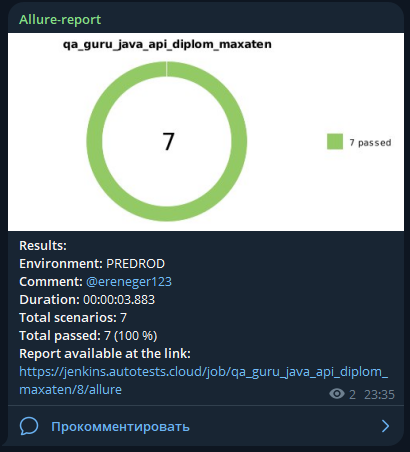 Allure-report
qa_guru_java_api_diplom_maxaten
7
7 passed
Results:
Environment: PREDROD
Comment: @ereneger123
Duration: 00:00:03.883
Total scenarios: 7
Total passed: 7 (100 %)
Report available at the link:
https://jenkins.autotests.cloud/job/qa_guru_java_api_diplom_
maxaten/8/allure
2 23:35
Прокомментировать